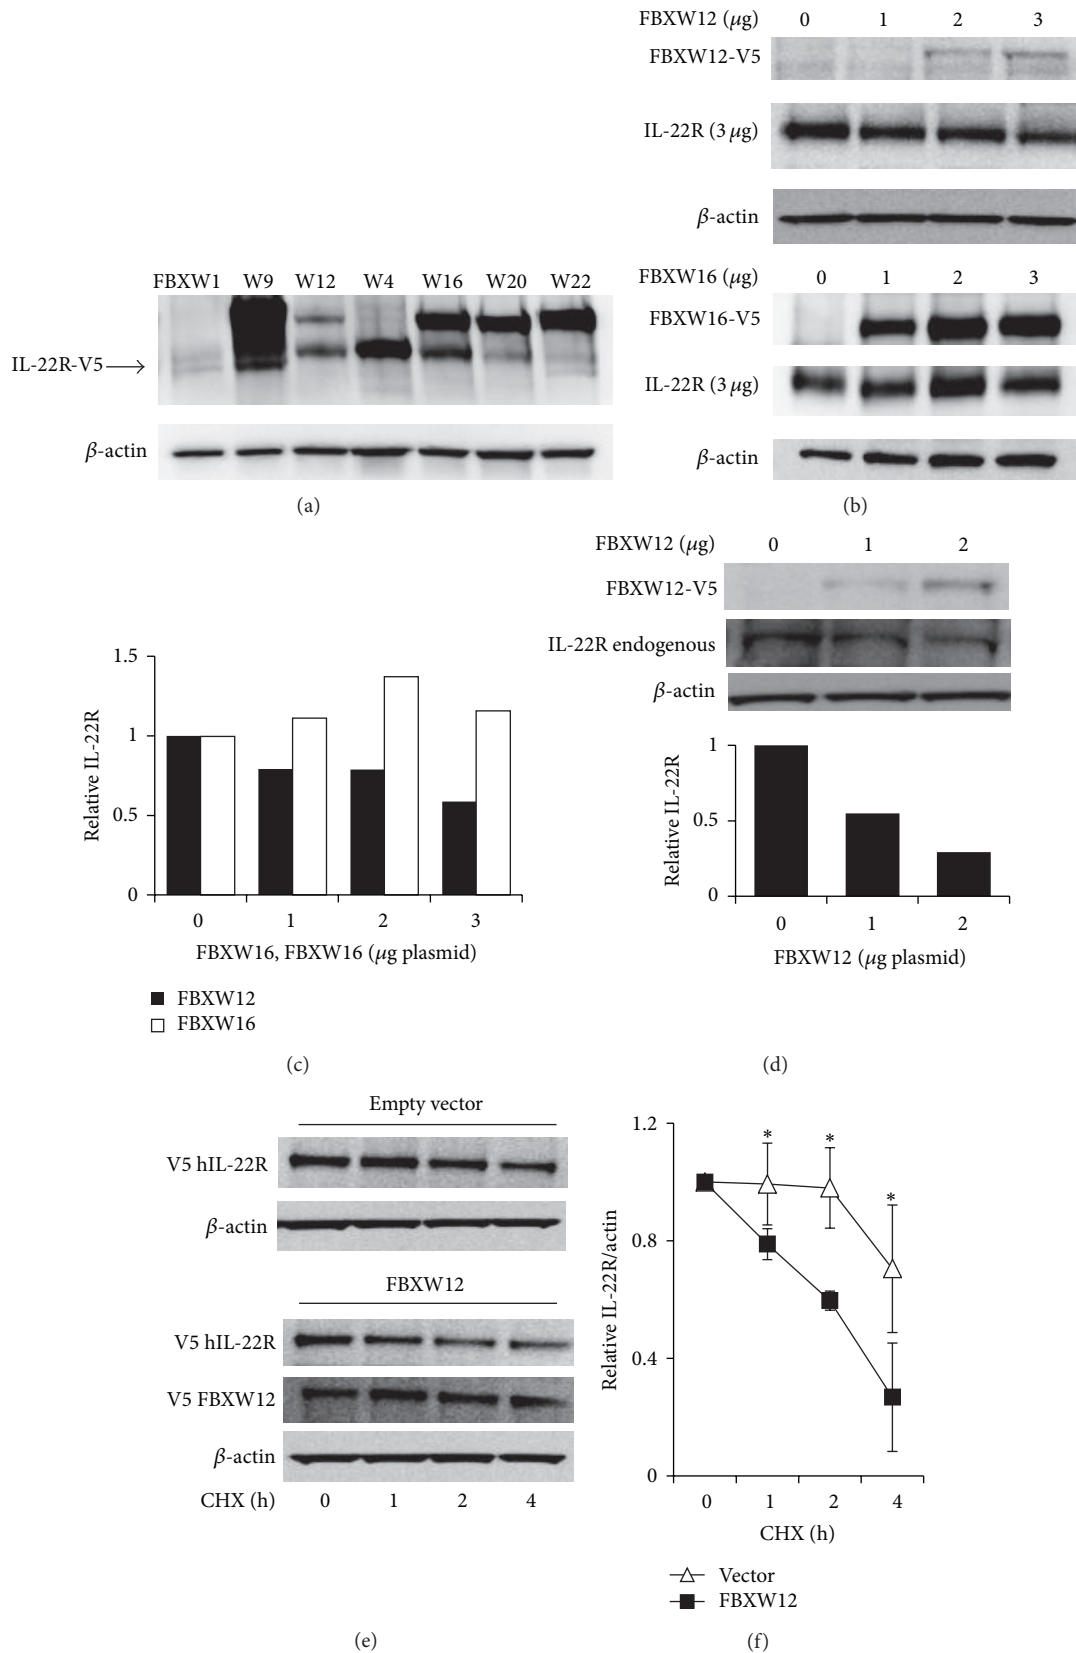 FBXW12 (μg) 0 1 2 3
FBXW12-V5
IL-22R (3 μg)
β-actin
FBXW1 W9 W12 W4 W16 W20 W22
IL-22R-V5
β-actin
(a)
FBXW16 (μg) 0 1 2 3
FBXW16-V5
IL-22R (3 μg)
β-actin
(b)
1.5
1
0.5
0
Relative IL-22R
0 1 2 3
FBXW16, FBXW16 (μg plasmid)
FBXW12
FBXW16
(c)
FBXW12 (μg) 0 1 2
FBXW12-V5
IL-22R endogenous
β-actin
1
0.5
0
Relative IL-22R
0 1 2
FBXW12 (μg plasmid)
(d)
Empty vector
V5 hIL-22R
β-actin
FBXW12
V5 hIL-22R
V5 FBXW12
β-actin
CHX (h) 0 1 2 4
(e)
1.2
0.8
0.4
0
Relative IL-22R/actin
* * *
0 1 2 4
CHX (h)
Vector
FBXW12
(f)